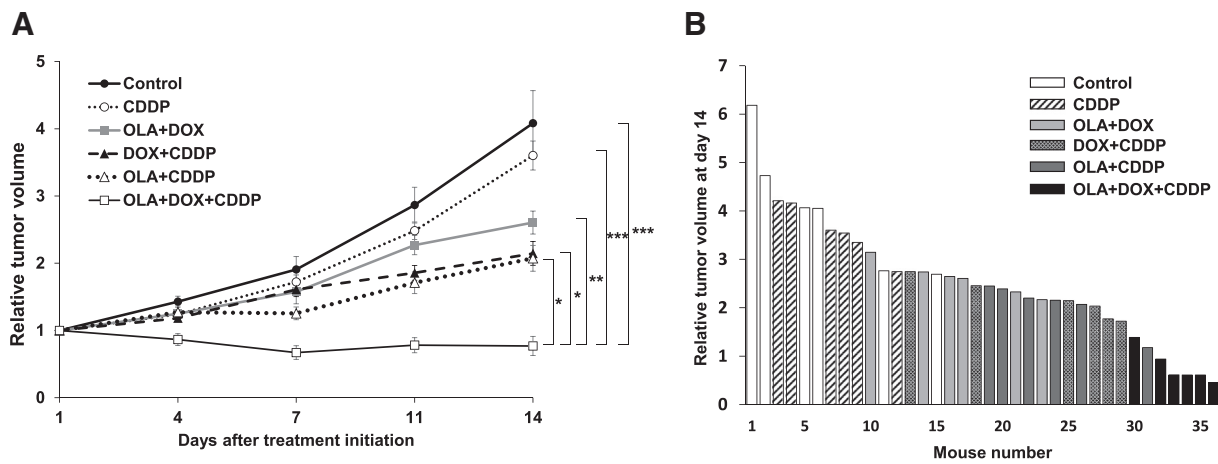 A
Relative tumor volume
5
4
3
2
1
0
Control
CDDP
OLA+DOX
DOX+CDDP
OLA+CDDP
OLA+DOX+CDDP
*
*
**
***
***
1 4 7 11 14
Days after treatment initiation
B
Relative tumor volume at day 14
7
6
5
4
3
2
1
0
Control
CDDP
OLA+DOX
DOX+CDDP
OLA+CDDP
OLA+DOX+CDDP
1 5 10 15 20 25 30 35
Mouse number